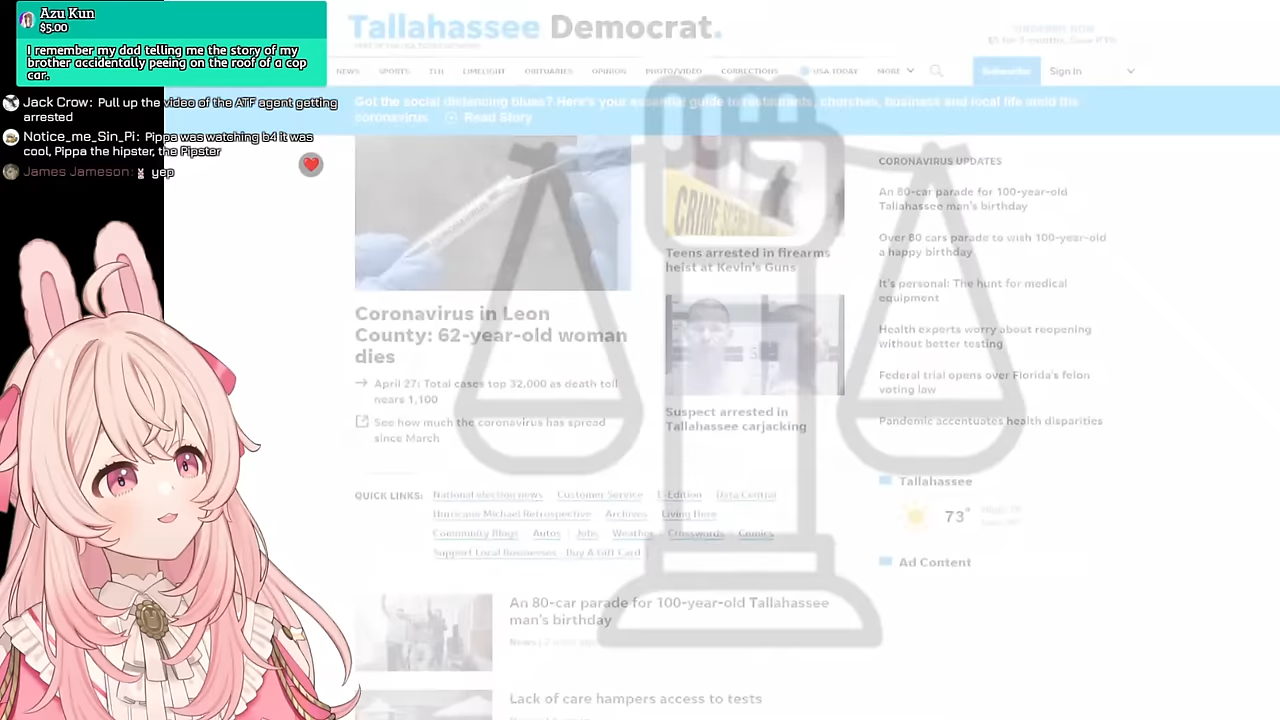 Azu Kun
$5.00
I remember my dad telling me the story of my
brother accidentally peeing on the roof of a cop
car.
Jack Crow: Pull up the video of the ATF agent getting
arrested
Notice_me_Sin_Pi: Pippa was watching b4 it was
cool, Pippa the hipster, the Pipster
James Jameson: yep
Tallahassee Democrat.
NEWS SPORTS TLH LIMELIGHT OBITUARIES OPINION PHOTO/VIDEO CORRECTIONS USA TODAY MORE
Subscribe Sign In
Got the social distancing blues? Here's your essential guide to restaurants, churches, business and local life amid the
coronavirus. Read Story
CRIME SCENE
Coronavirus in Leon
County: 62-year-old woman
dies
April 27: Total cases top 32,000 as death toll
nears 1,100
See how much the coronavirus has spread
since March
Teens arrested in firearms
heist at Kevin's Guns
Suspect arrested in
Tallahassee carjacking
CORONAVIRUS UPDATES
An 80-car parade for 100-year-old
Tallahassee man's birthday
Over 80 cars parade to wish 100-year-old
a happy birthday
It's personal: The hunt for medical
equipment
Health experts worry about reopening
without better testing
Federal trial opens over Florida's felon
voting law
Pandemic accentuates health disparities
QUICK LINKS: National election news Customer Service E-Edition Data Central
Hurricane Michael Retrospective Archives Living Here
Community Blogs Autos Jobs Weather Crosswords Comics
Support Local Businesses - Buy A Gift Card
Tallahassee
73°
Ad Content
An 80-car parade for 100-year-old Tallahassee
man's birthday
News
Lack of care hampers access to tests